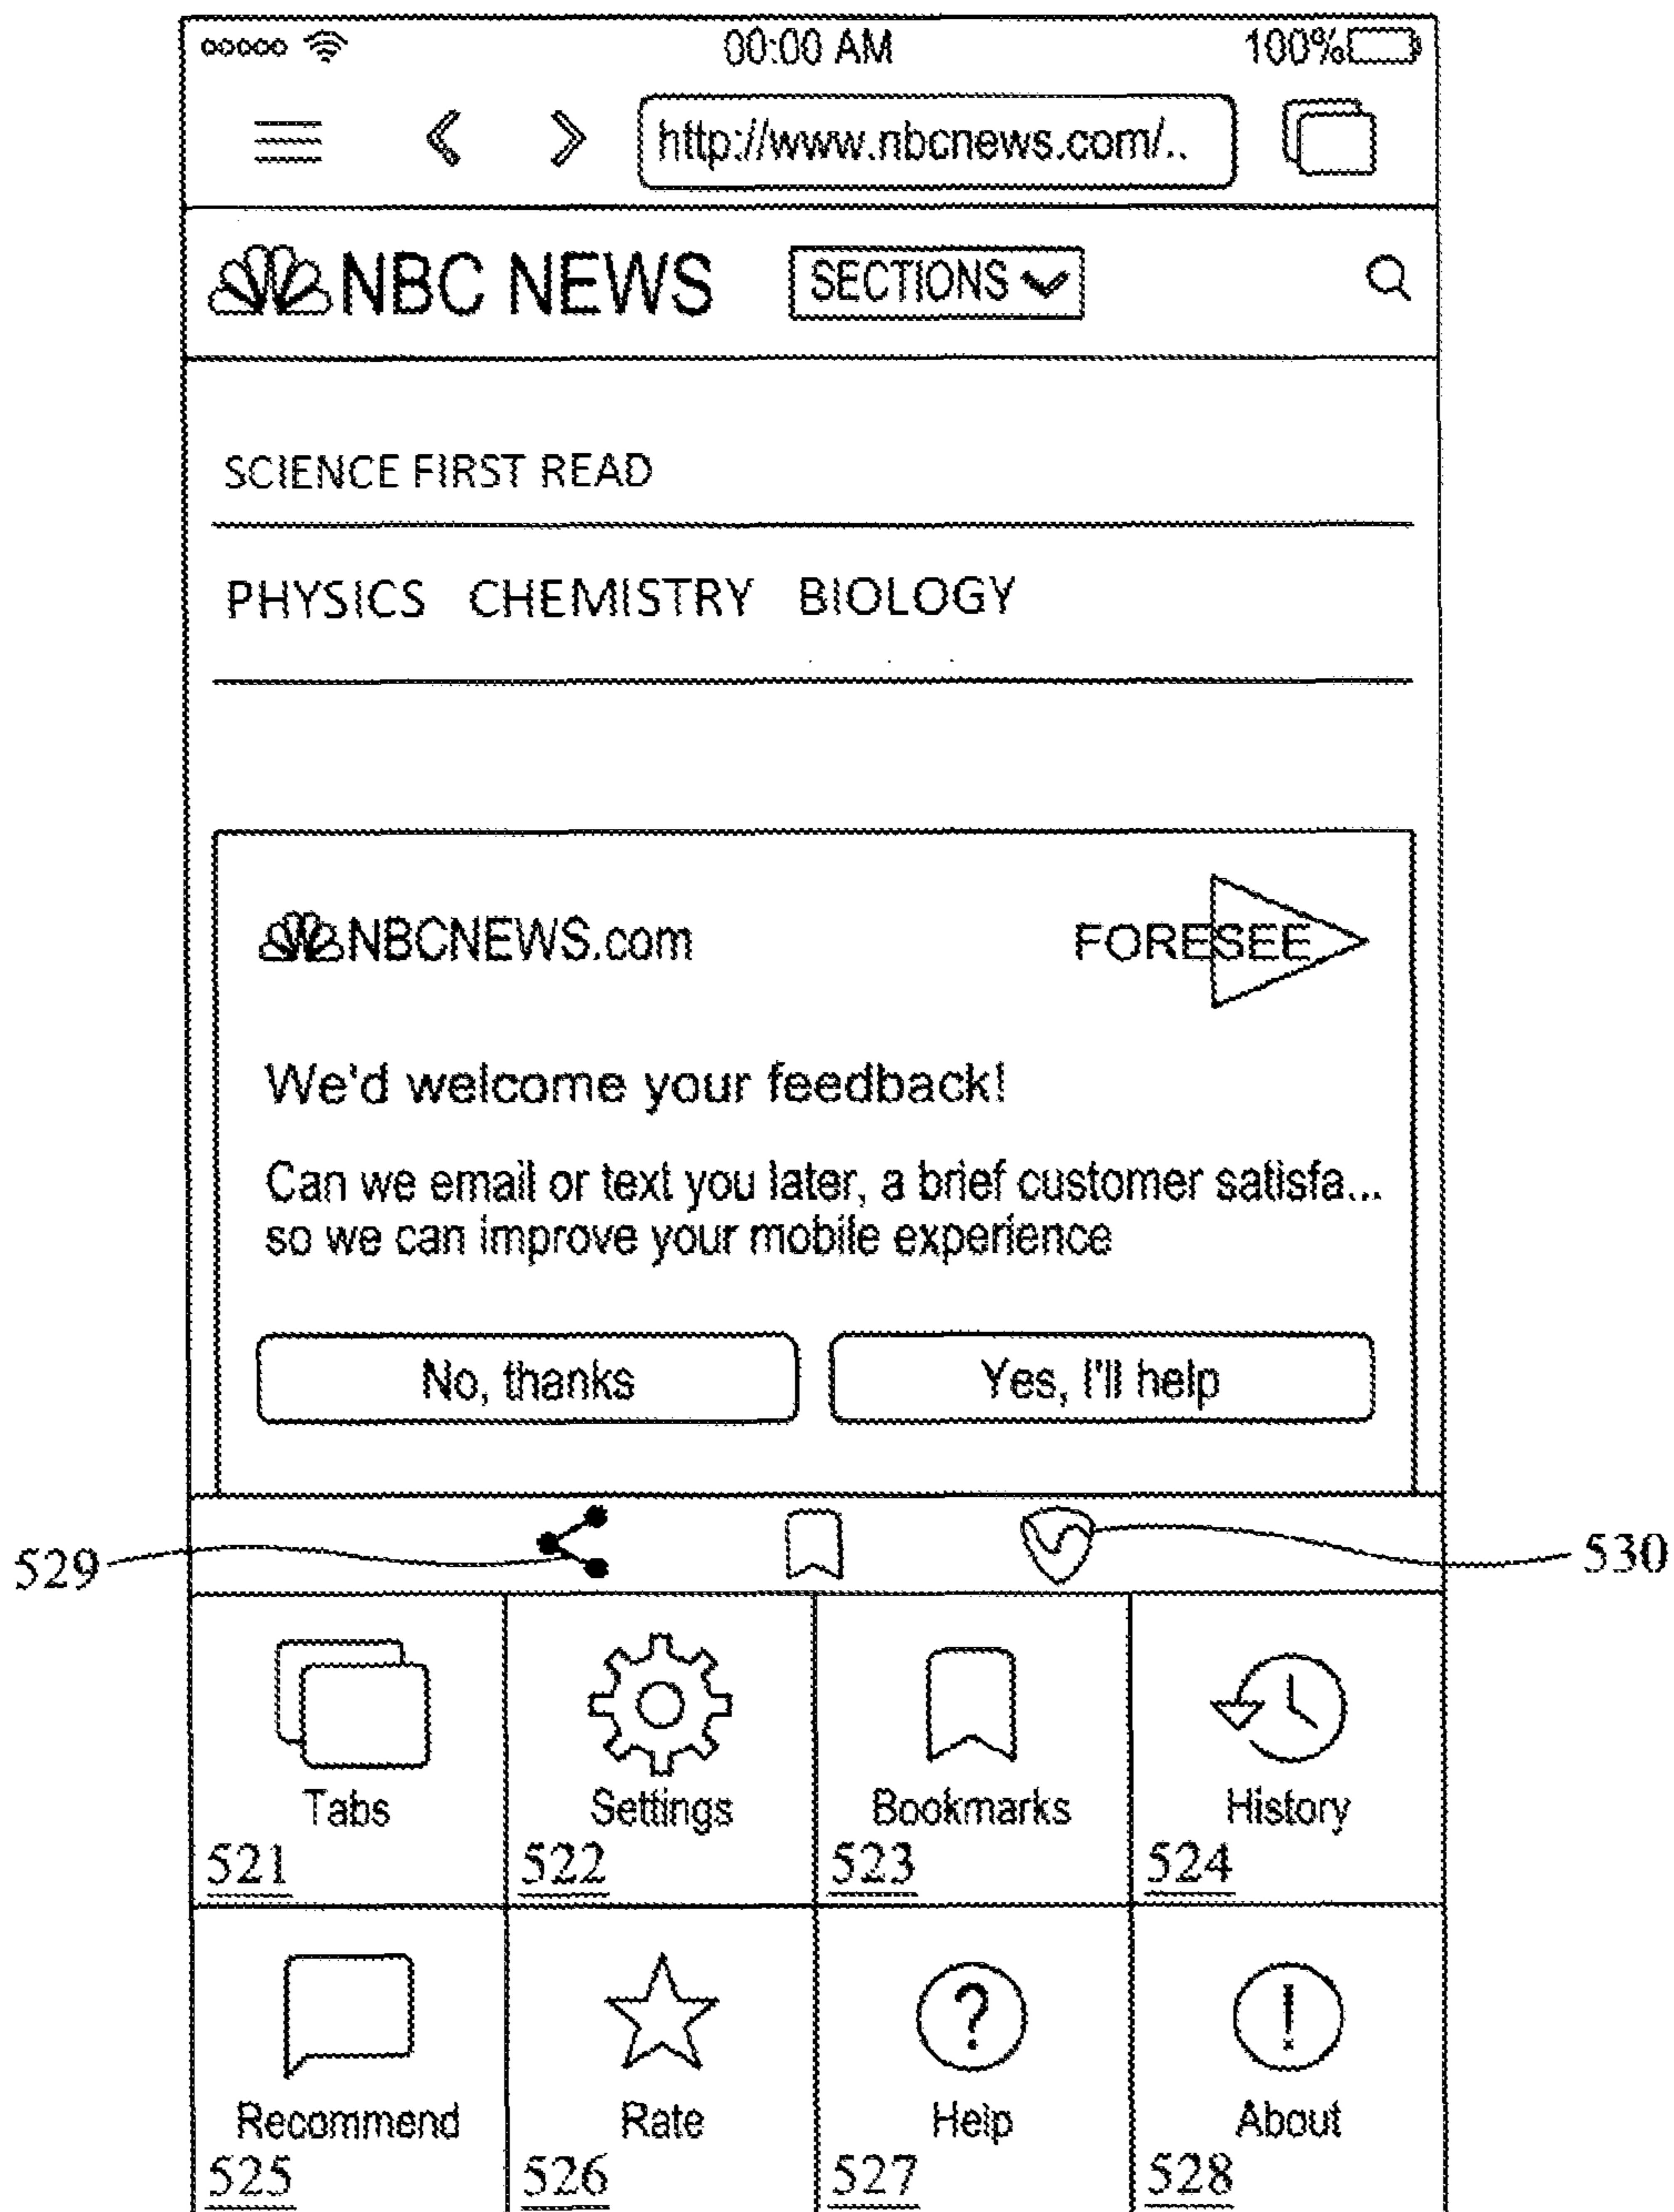 00:00 AM 100%
http://www.nbcnews.com/..
NBC NEWS SECTIONS
SCIENCE FIRST READ
PHYSICS CHEMISTRY BIOLOGY
NBCNEWS.com FORESEE
We'd welcome your feedback!
Can we email or text you later, a brief customer satisfa...
so we can improve your mobile experience
No, thanks Yes, I'll help
529 530
Tabs Settings Bookmarks History
521 522 523 524
Recommend Rate Help About
525 526 527 528